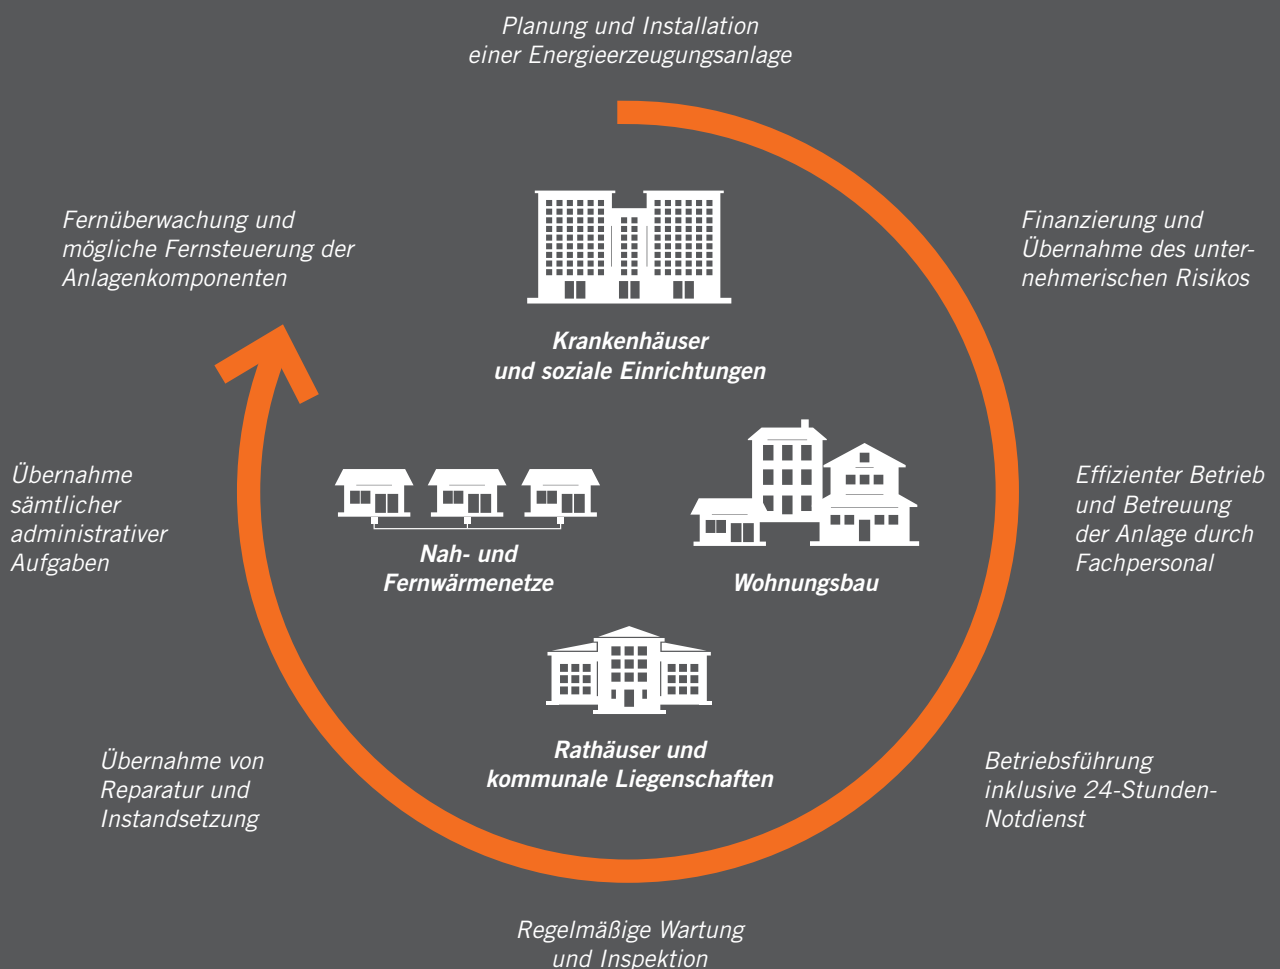 Planung und Installation
einer Energieerzeugungsanlage
Finanzierung und
Übernahme des unter-
nehmerischen Risikos
Effizienter Betrieb
und Betreuung
der Anlage durch
Fachpersonal
Betriebsführung
inklusive 24-Stunden-
Notdienst
Regelmäßige Wartung
und Inspektion
Übernahme von
Reparatur und
Instandsetzung
Übernahme
sämtlicher
administrativer
Aufgaben
Fernüberwachung und
mögliche Fernsteuerung der
Anlagenkomponenten
Krankenhäuser
und soziale Einrichtungen
Nah- und
Fernwärmenetze
Wohnungsbau
Rathäuser und
kommunale Liegenschaften